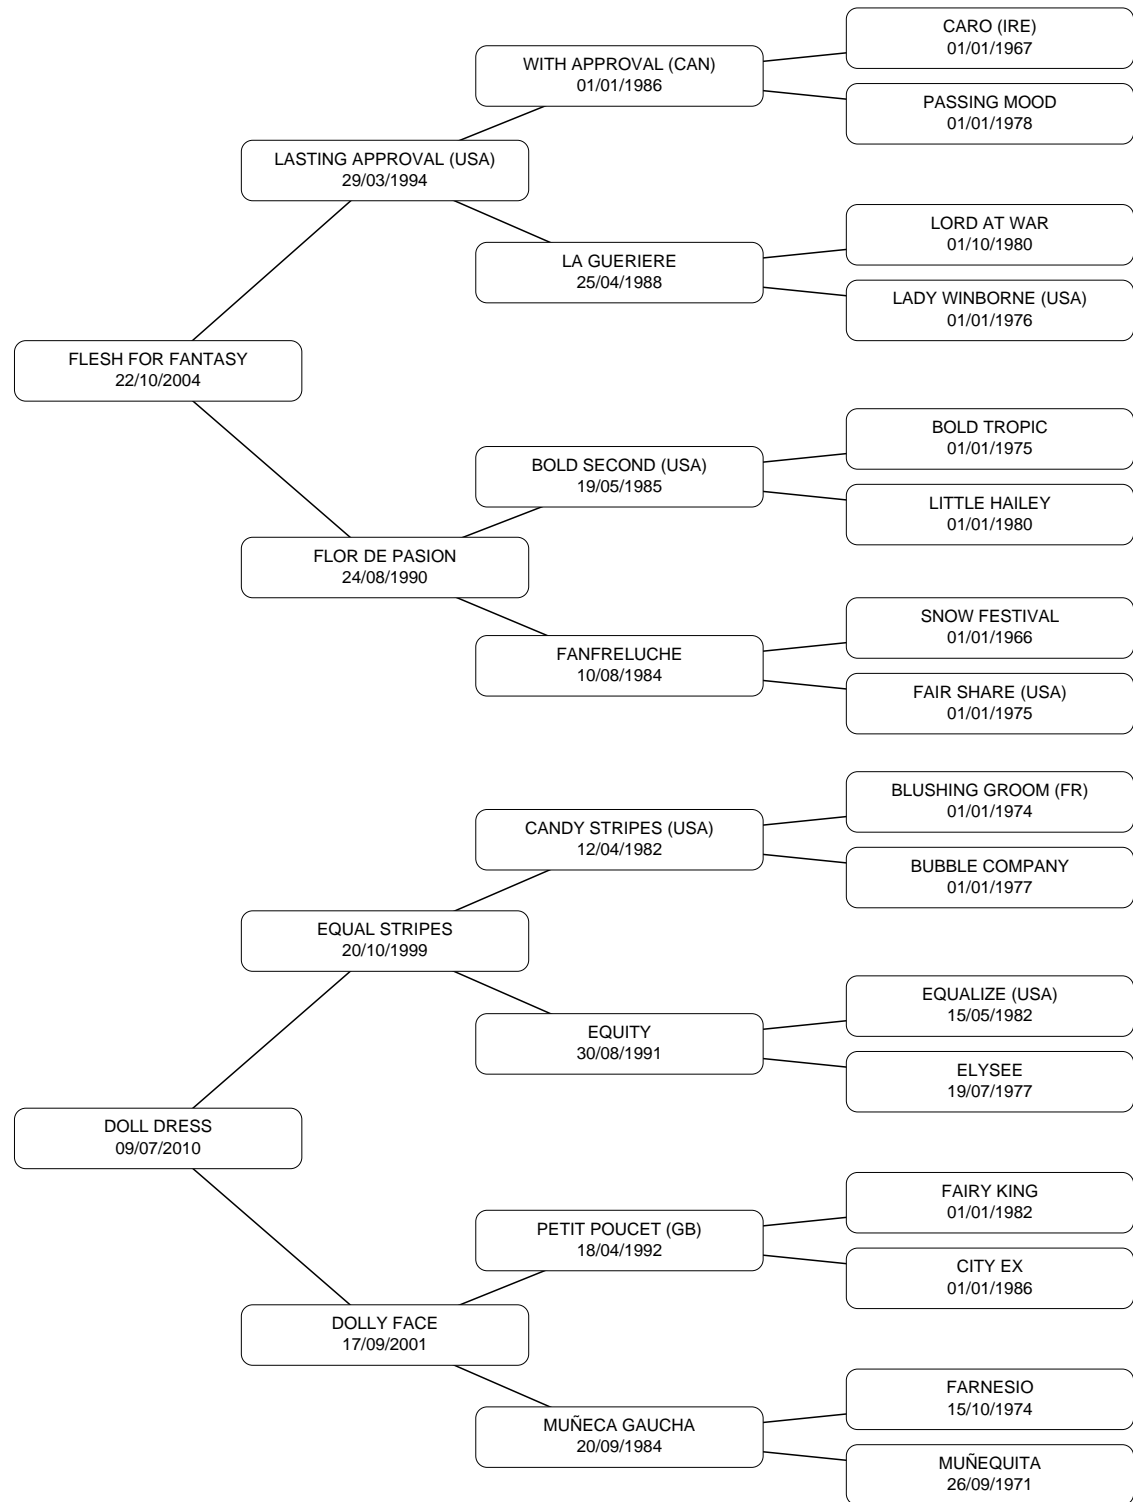 CARO (IRE)
01/01/1967
WITH APPROVAL (CAN)
01/01/1986
PASSING MOOD
01/01/1978
LASTING APPROVAL (USA)
29/03/1994
LORD AT WAR
01/10/1980
LA GUERIERE
25/04/1988
LADY WINBORNE (USA)
01/01/1976
FLESH FOR FANTASY
22/10/2004
BOLD TROPIC
01/01/1975
BOLD SECOND (USA)
19/05/1985
LITTLE HAILEY
01/01/1980
FLOR DE PASION
24/08/1990
SNOW FESTIVAL
01/01/1966
FANFRELUCHE
10/08/1984
FAIR SHARE (USA)
01/01/1975
BLUSHING GROOM (FR)
01/01/1974
CANDY STRIPES (USA)
12/04/1982
BUBBLE COMPANY
01/01/1977
EQUAL STRIPES
20/10/1999
EQUALIZE (USA)
15/05/1982
EQUITY
30/08/1991
ELYSEE
19/07/1977
DOLL DRESS
09/07/2010
FAIRY KING
01/01/1982
PETIT POUCET (GB)
18/04/1992
CITY EX
01/01/1986
DOLLY FACE
17/09/2001
FARNESIO
15/10/1974
MUÑECA GAUCHA
20/09/1984
MUÑEQUITA
26/09/1971